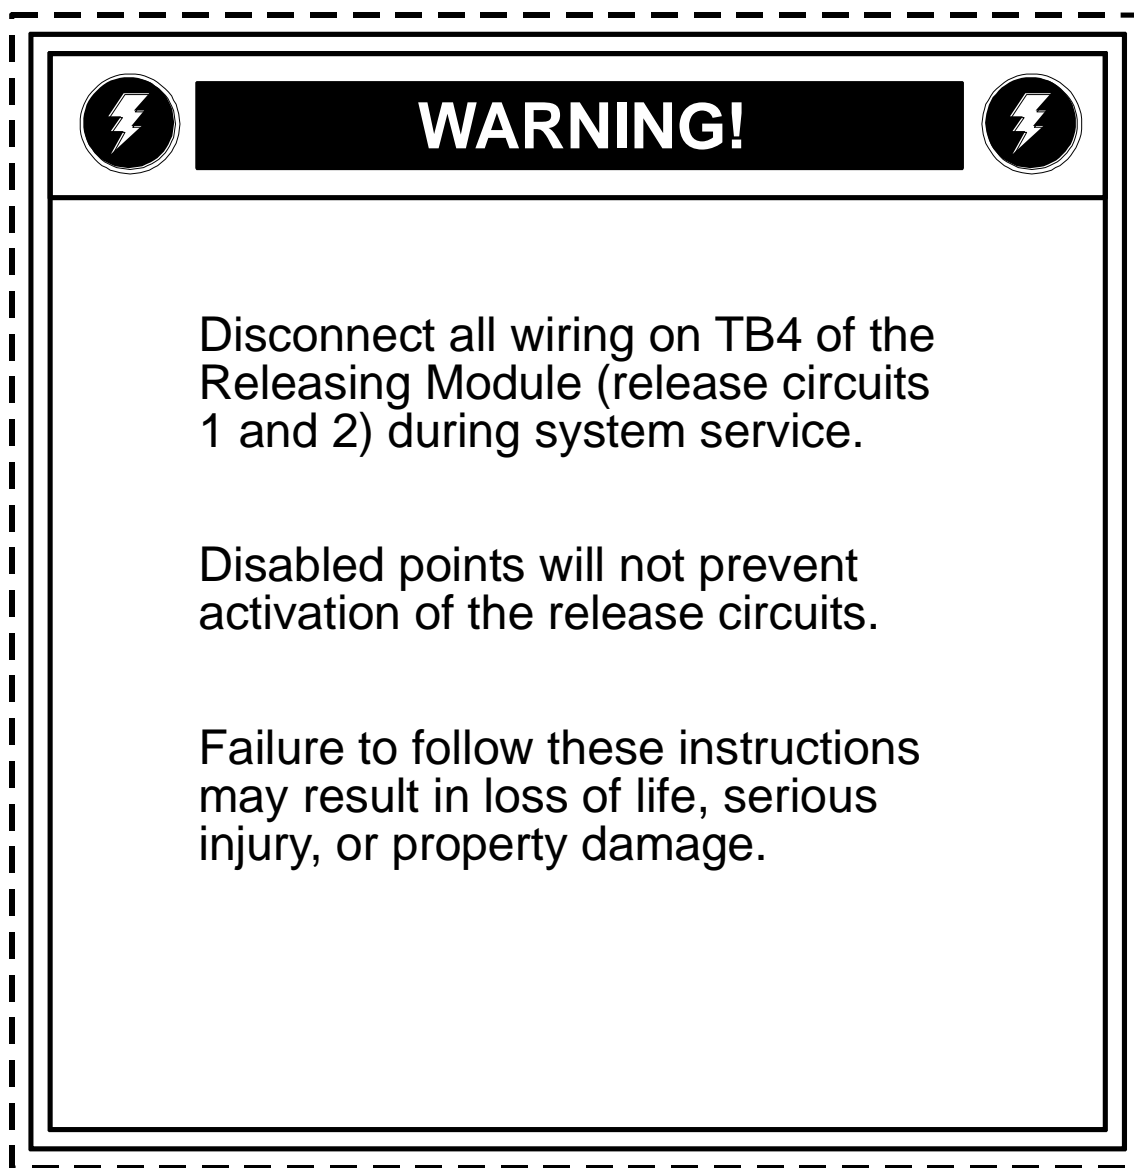 WARNING!
Disconnect all wiring on TB4 of the
Releasing Module (release circuits
1 and 2) during system service.
Disabled points will not prevent
activation of the release circuits.
Failure to follow these instructions
may result in loss of life, serious
injury, or property damage.